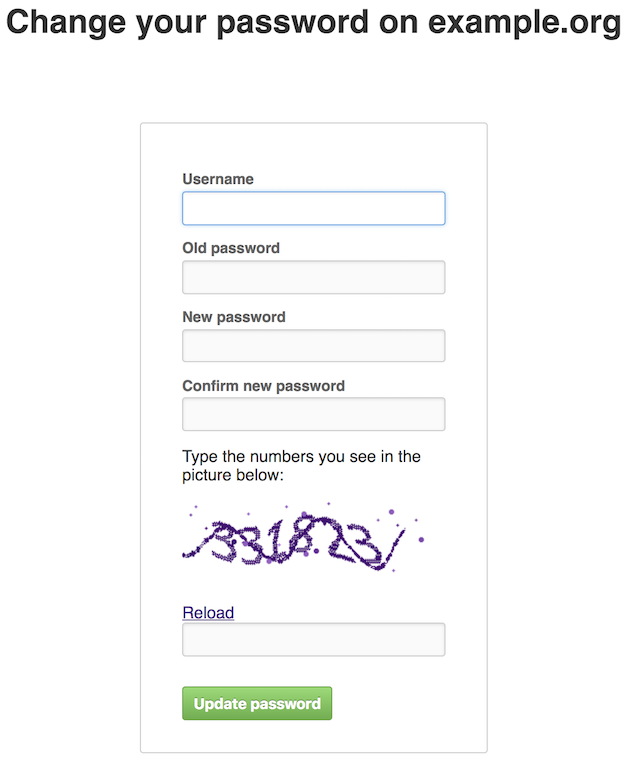 Change your password on example.org
Username
Old password
New password
Confirm new password
Type the numbers you see in the
picture below:
Reload
Update password